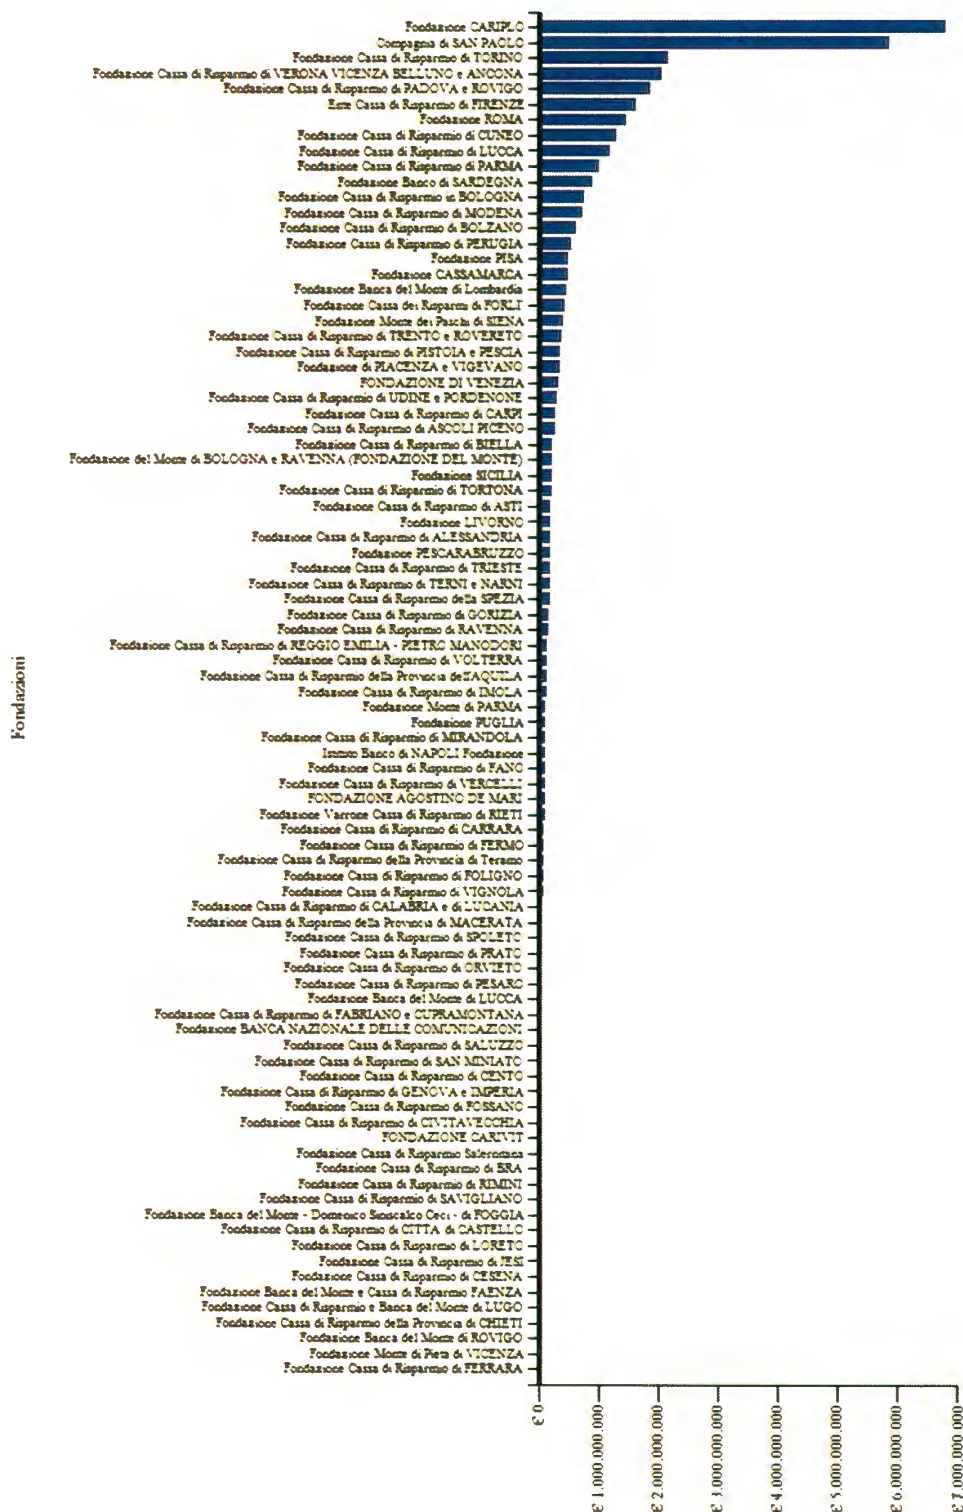 Fondazione CARIPLO
Compagnia di SAN PAOLO
Fondazione Cassa di Risparmio di TORINO
Fondazione Cassa di Risparmio di VERONA VICENZA BELLUNO e ANCONA
Fondazione Cassa di Risparmio di PADOVA e ROVIGO
Ente Cassa di Risparmio di FIRENZE
Fondazione ROMA
Fondazione Cassa di Risparmio di CUNEO
Fondazione Cassa di Risparmio di LUCCA
Fondazione Cassa di Risparmio di PARMA
Fondazione Banco di SARDEGNA
Fondazione Cassa di Risparmio in BOLOGNA
Fondazione Cassa di Risparmio di MODENA
Fondazione Cassa di Risparmio di BOLZANO
Fondazione Cassa di Risparmio di PERUGIA
Fondazione PISA
Fondazione CASSAMARCA
Fondazione Banca del Monte di Lombardia
Fondazione Cassa dei Risparmi di FORLI
Fondazione Monte dei Paschi di SIENA
Fondazione Cassa di Risparmio di TRENTO e ROVERETO
Fondazione Cassa di Risparmio di PISTOIA e PESCIA
Fondazione di PIACENZA e VIGEVANO
FONDAZIONE DI VENEZIA
Fondazione Cassa di Risparmio di UDINE e PORDENONE
Fondazione Cassa di Risparmio di CARPI
Fondazione Cassa di Risparmio di ASCOLI PICENO
Fondazione Cassa di Risparmio di BIELLA
Fondazione del Monte di BOLOGNA e RAVENNA (FONDAZIONE DEL MONTE)
Fondazione SICILIA
Fondazione Cassa di Risparmio di TORTONA
Fondazione Cassa di Risparmio di ASTI
Fondazione LIVORNO
Fondazione Cassa di Risparmio di ALESSANDRIA
Fondazione PESCARABRUZZO
Fondazione Cassa di Risparmio di TRIESTE
Fondazione Cassa di Risparmio di TERNI e NARNI
Fondazione Cassa di Risparmio della SPEZIA
Fondazione Cassa di Risparmio di GORIZIA
Fondazione Cassa di Risparmio di RAVENNA
Fondazione Cassa di Risparmio di REGGIO EMILIA - PIETRO MANODORI
Fondazione Cassa di Risparmio di VOLTERRA
Fondazione Cassa di Risparmio della Provincia dell'AQUILA
Fondazione Cassa di Risparmio di IMOLA
Fondazione Monte di PARMA
Fondazione PUGLIA
Fondazione Cassa di Risparmio di MIRANDOLA
Istituto Banco di NAPOLI Fondazione
Fondazione Cassa di Risparmio di FANO
Fondazione Cassa di Risparmio di VERCELLI
FONDAZIONE AGOSTINO DE MARI
Fondazione Varrone Cassa di Risparmio di RIETI
Fondazione Cassa di Risparmio di CARRARA
Fondazione Cassa di Risparmio di FERMO
Fondazione Cassa di Risparmio della Provincia di Teramo
Fondazione Cassa di Risparmio di FOLIGNO
Fondazione Cassa di Risparmio di VIGNOLA
Fondazione Cassa di Risparmio di CALABRIA e di LUCANIA
Fondazione Cassa di Risparmio della Provincia di MACERATA
Fondazione Cassa di Risparmio di SPOLETO
Fondazione Cassa di Risparmio di PRATO
Fondazione Cassa di Risparmio di ORVIETO
Fondazione Cassa di Risparmio di PESARO
Fondazione Banca del Monte di LUCCA
Fondazione Cassa di Risparmio di FABRIANO e CUPRAMONTANA
Fondazione BANCA NAZIONALE DELLE COMUNICAZIONI
Fondazione Cassa di Risparmio di SALUZZO
Fondazione Cassa di Risparmio di SAN MINIATO
Fondazione Cassa di Risparmio di CENTO
Fondazione Cassa di Risparmio di GENOVA e IMPERIA
Fondazione Cassa di Risparmio di FOSSANO
Fondazione Cassa di Risparmio di CIVITAVECCHIA
FONDAZIONE CARIVIT
Fondazione Cassa di Risparmio Salernitana
Fondazione Cassa di Risparmio di BRA
Fondazione Cassa di Risparmio di RIMINI
Fondazione Cassa di Risparmio di SAVIGLIANO
Fondazione Banca del Monte - Domenico Siniscalco Ceci - di FOGGIA
Fondazione Cassa di Risparmio di CITTA di CASTELLO
Fondazione Cassa di Risparmio di LORETO
Fondazione Cassa di Risparmio di JESI
Fondazione Cassa di Risparmio di CESENA
Fondazione Banca del Monte e Cassa di Risparmio FAENZA
Fondazione Cassa di Risparmio e Banca del Monte di LUGO
Fondazione Cassa di Risparmio della Provincia di CHIETI
Fondazione Banca del Monte di ROVIGO
Fondazione Monte di Pieta di VICENZA
Fondazione Cassa di Risparmio di FERRARA
Fondazioni
€ 0
€ 1.000.000.000
€ 2.000.000.000
€ 3.000.000.000
€ 4.000.000.000
€ 5.000.000.000
€ 6.000.000.000
€ 7.000.000.000